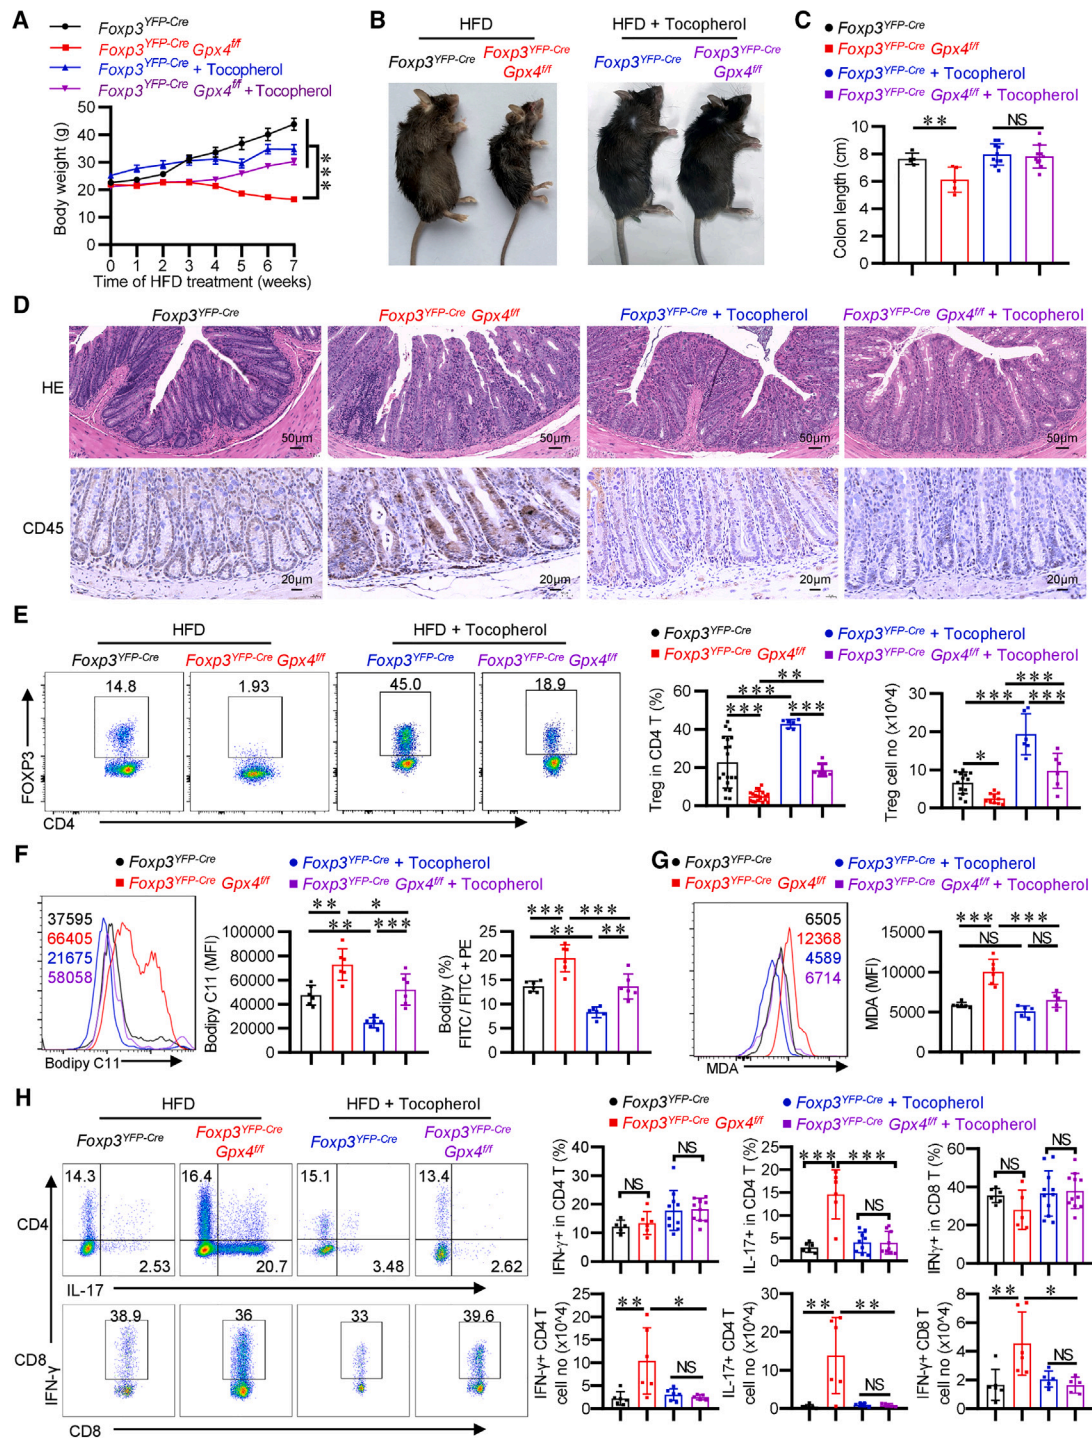 A
Foxp3YFP-Cre
Foxp3YFP-Cre Gpx4f/f
Foxp3YFP-Cre + Tocopherol
Foxp3YFP-Cre Gpx4f/f + Tocopherol
Body weight (g)
50
40
30
20
10
0
0 1 2 3 4 5 6 7
Time of HFD treatment (weeks)
***
B
HFD
HFD + Tocopherol
Foxp3YFP-Cre
Foxp3YFP-Cre
Gpx4f/f
Foxp3YFP-Cre
Foxp3YFP-Cre
Gpx4f/f
C
Foxp3YFP-Cre
Foxp3YFP-Cre Gpx4f/f
Foxp3YFP-Cre + Tocopherol
Foxp3YFP-Cre Gpx4f/f + Tocopherol
Colon length (cm)
10
8
6
4
2
0
** NS
D
Foxp3YFP-Cre
Foxp3YFP-Cre Gpx4f/f
Foxp3YFP-Cre + Tocopherol
Foxp3YFP-Cre Gpx4f/f + Tocopherol
HE
50μm
50μm
50μm
50μm
CD45
20μm
20μm
20μm
20μm
E
HFD
HFD + Tocopherol
Foxp3YFP-Cre
Foxp3YFP-Cre Gpx4f/f
Foxp3YFP-Cre
Foxp3YFP-Cre Gpx4f/f
14.8
1.93
45.0
18.9
FOXP3
CD4
Foxp3YFP-Cre
Foxp3YFP-Cre Gpx4f/f
Foxp3YFP-Cre + Tocopherol
Foxp3YFP-Cre Gpx4f/f + Tocopherol
Treg in CD4 T (%)
60
40
20
0
**
***
*** ***
Treg cell no (x10^4)
30
20
10
0
***
*** ***
*
F
Foxp3YFP-Cre
Foxp3YFP-Cre Gpx4f/f
Foxp3YFP-Cre + Tocopherol
Foxp3YFP-Cre Gpx4f/f + Tocopherol
37595
66405
21675
58058
Bodipy C11
Bodipy C11 (MFI)
100000
80000
60000
40000
20000
0
** *
** ***
Bodipy (%)
FITC / FITC + PE
25
20
15
10
5
0
*** ***
** **
G
Foxp3YFP-Cre
Foxp3YFP-Cre Gpx4f/f
Foxp3YFP-Cre + Tocopherol
Foxp3YFP-Cre Gpx4f/f + Tocopherol
6505
12368
4589
6714
MDA
MDA (MFI)
15000
10000
5000
0
*** ***
NS NS
H
HFD
HFD + Tocopherol
Foxp3YFP-Cre
Foxp3YFP-Cre
Gpx4f/f
Foxp3YFP-Cre
Foxp3YFP-Cre
Gpx4f/f
14.3
16.4
15.1
13.4
CD4
2.53
20.7
3.48
2.62
IL-17
38.9
36
33
39.6
CD8
IFN-γ
CD8
Foxp3YFP-Cre
Foxp3YFP-Cre Gpx4f/f
Foxp3YFP-Cre + Tocopherol
Foxp3YFP-Cre Gpx4f/f + Tocopherol
IFN-γ+ in CD4 T (%)
40
30
20
10
0
NS NS
IL-17+ in CD4 T (%)
25
20
15
10
5
0
*** ***
NS
IFNγ+ in CD8 T (%)
60
40
20
0
NS NS
IFN-γ+ CD4 T
cell no (x10^4)
20
15
10
5
0
** *
NS
IL-17+ CD4 T
cell no (x10^4)
30
20
10
0
** **
NS
IFN-γ+ CD8 T
cell no (x10^4)
8
6
4
2
0
** *
NS